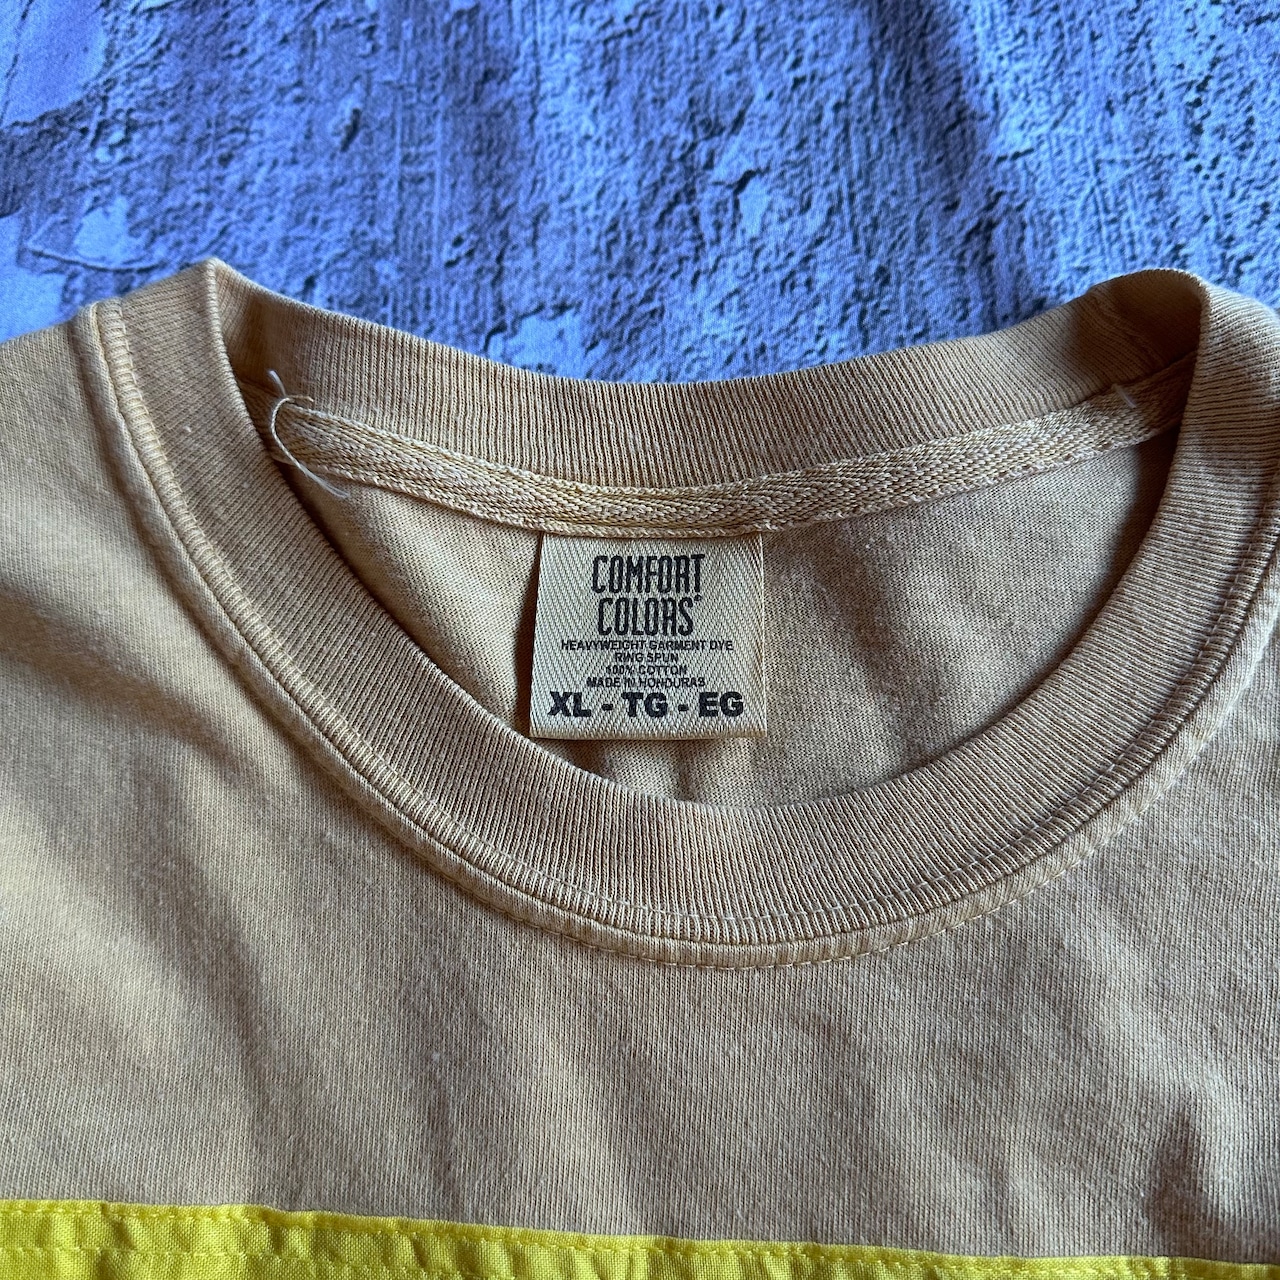 COMFORT
COLORS®
HEAVYWEIGHT GARMENT DYE
RING SPUN
100% COTTON
MADE IN HONDURAS
XL - TG - EG